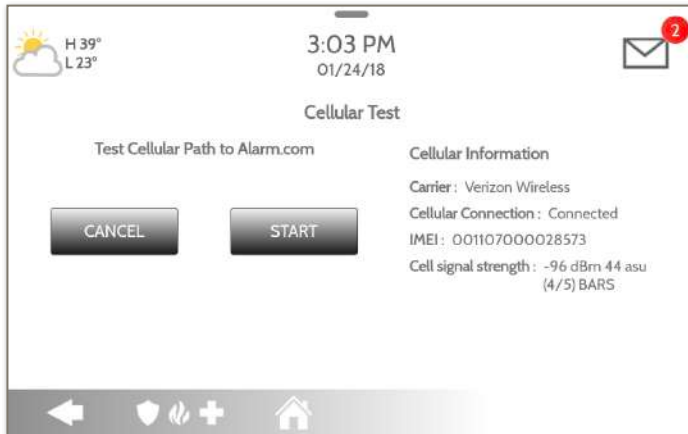 H 39°
L 23°
3:03 PM
01/24/18
2
Cellular Test
Test Cellular Path to Alarm.com
CANCEL
START
Cellular Information
Carrier : Verizon Wireless
Cellular Connection : Connected
IMEI : 001107000028573
Cell signal strength : -96 dBm 44 asu
(4/5) BARS